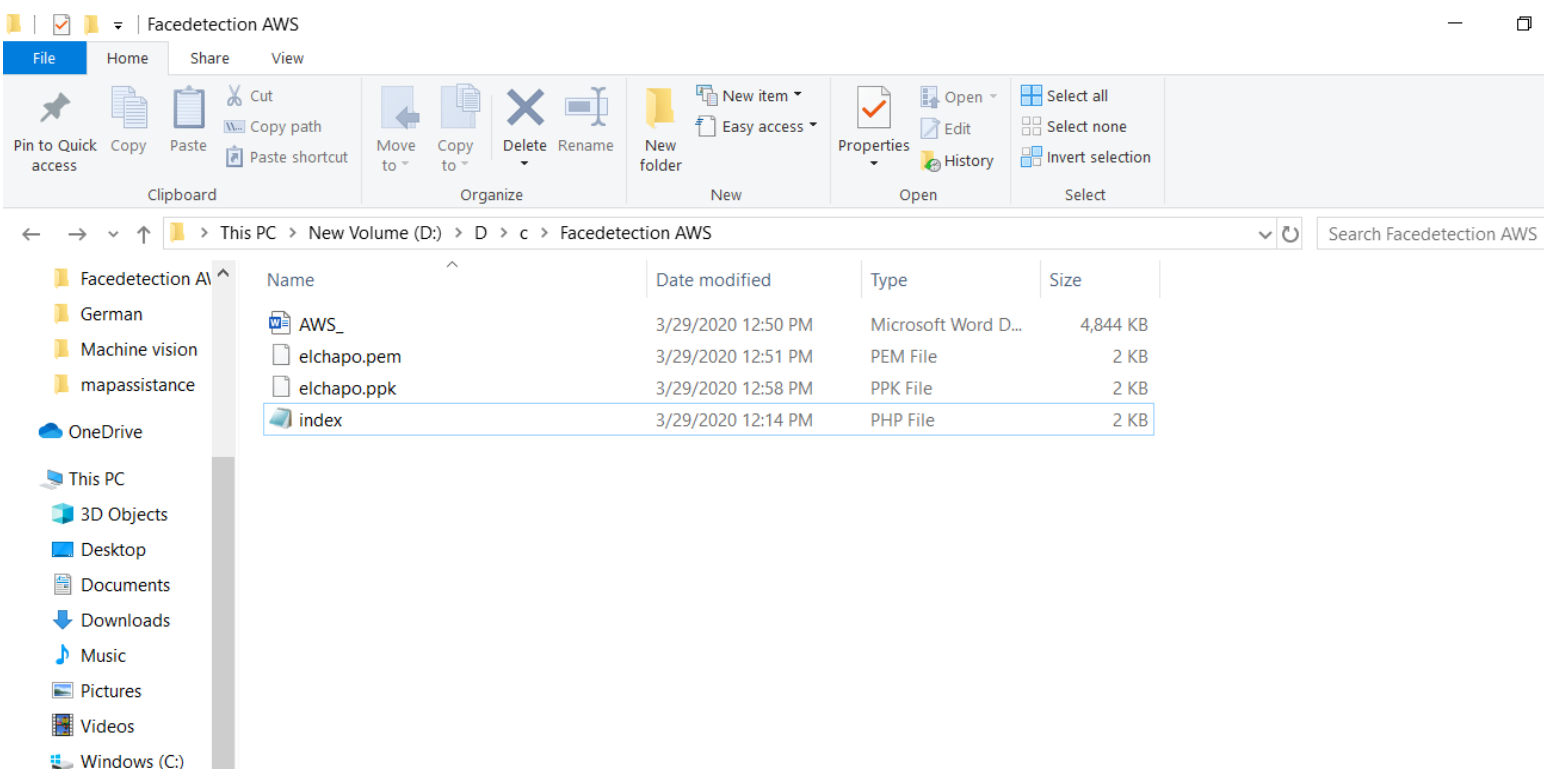 Facedetection AWS
File Home Share View
Pin to Quick access
Copy
Paste
Cut
W... Copy path
Paste shortcut
Clipboard
Move to
Copy to
Delete
Rename
Organize
New folder
New item
Easy access
New
Properties
Open
Edit
History
Open
Select all
Select none
Invert selection
Select
This PC > New Volume (D:) > D > c > Facedetection AWS
Search Facedetection AWS
Facedetection AW
German
Machine vision
mapassistance
OneDrive
This PC
3D Objects
Desktop
Documents
Downloads
Music
Pictures
Videos
Windows (C:)
Name Date modified Type Size
AWS_ 3/29/2020 12:50 PM Microsoft Word D... 4,844 KB
elchapo.pem 3/29/2020 12:51 PM PEM File 2 KB
elchapo.ppk 3/29/2020 12:58 PM PPK File 2 KB
index 3/29/2020 12:14 PM PHP File 2 KB